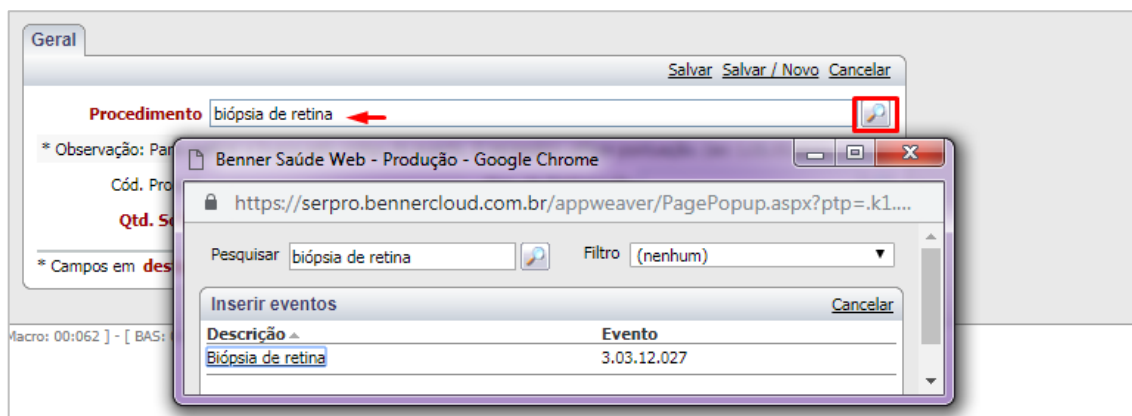 Geral
Salvar Salvar / Novo Cancelar
Procedimento biópsia de retina
* Observação: Par
Benner Saúde Web - Produção - Google Chrome
Cód. Pro
https://serpro.bennercloud.com.br/appweaver/PagePopup.aspx?ptp=.k1....
Qtd. So
Pesquisar biópsia de retina Filtro (nenhum)
* Campos em des
Inserir eventos Cancelar
Macro: 00:062 ] - [ BAS:
Descrição Evento
Biópsia de retina 3.03.12.027